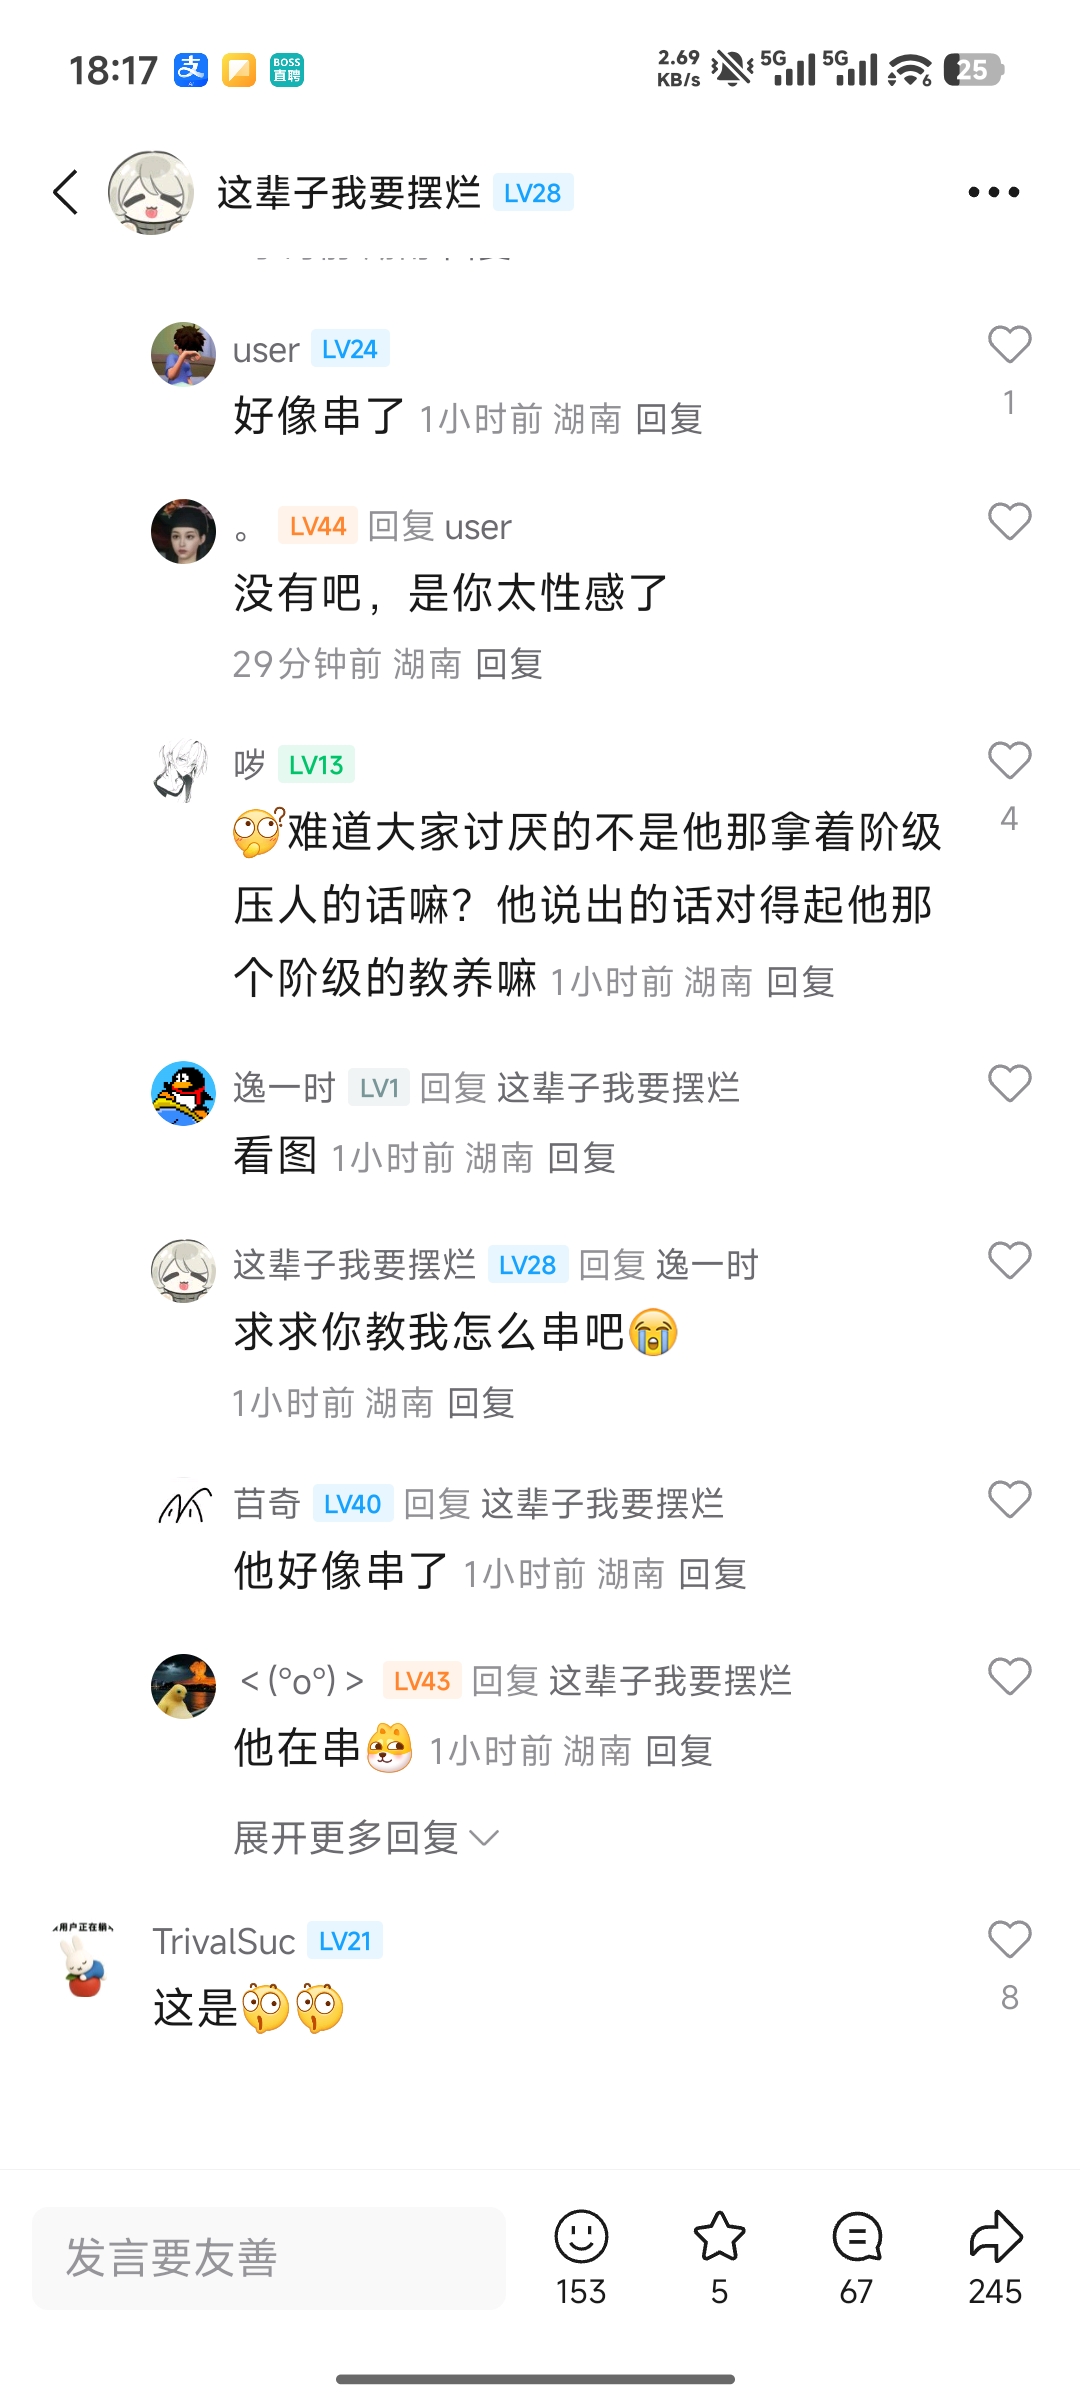 18:17
支
BOSS
直聘
2.69
KB/s
5G
5G
6
25
这辈子我要摆烂 LV28
user LV24
好像串了 1小时前 湖南 回复
1
。 LV44 回复 user
没有吧，是你太性感了
29分钟前 湖南 回复
哕 LV13
难道大家讨厌的不是他那拿着阶级
4
压人的话嘛？他说出的话对得起他那
个阶级的教养嘛 1小时前 湖南 回复
逸一时 LV1 回复 这辈子我要摆烂
看图 1小时前 湖南 回复
这辈子我要摆烂 LV28 回复 逸一时
求求你教我怎么串吧😭
1小时前 湖南 回复
苢奇 LV40 回复 这辈子我要摆烂
他好像串了 1小时前 湖南 回复
<(°o°)> LV43 回复 这辈子我要摆烂
他在串 1小时前 湖南 回复
展开更多回复
用户正在躺
TrivalSuc LV21
这是
8
发言要友善
153
5
67
245